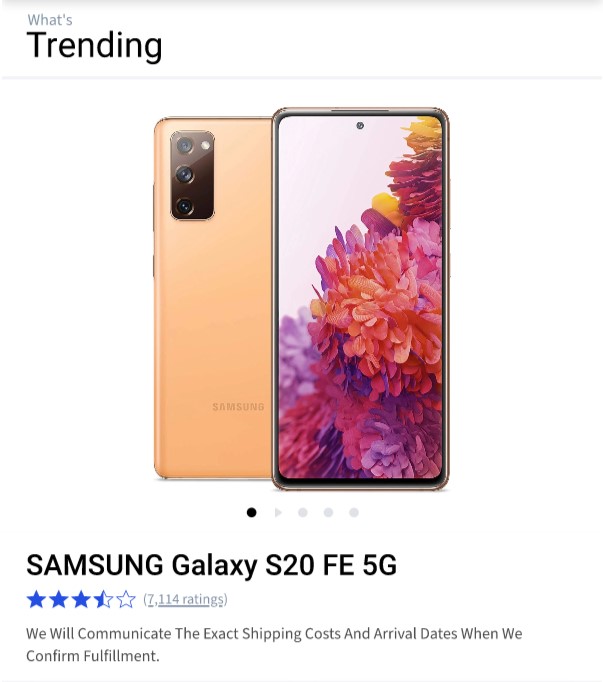 What's
Trending
SAMSUNG
SAMSUNG Galaxy S20 FE 5G
(7,114 ratings)
We Will Communicate The Exact Shipping Costs And Arrival Dates When We
Confirm Fulfillment.